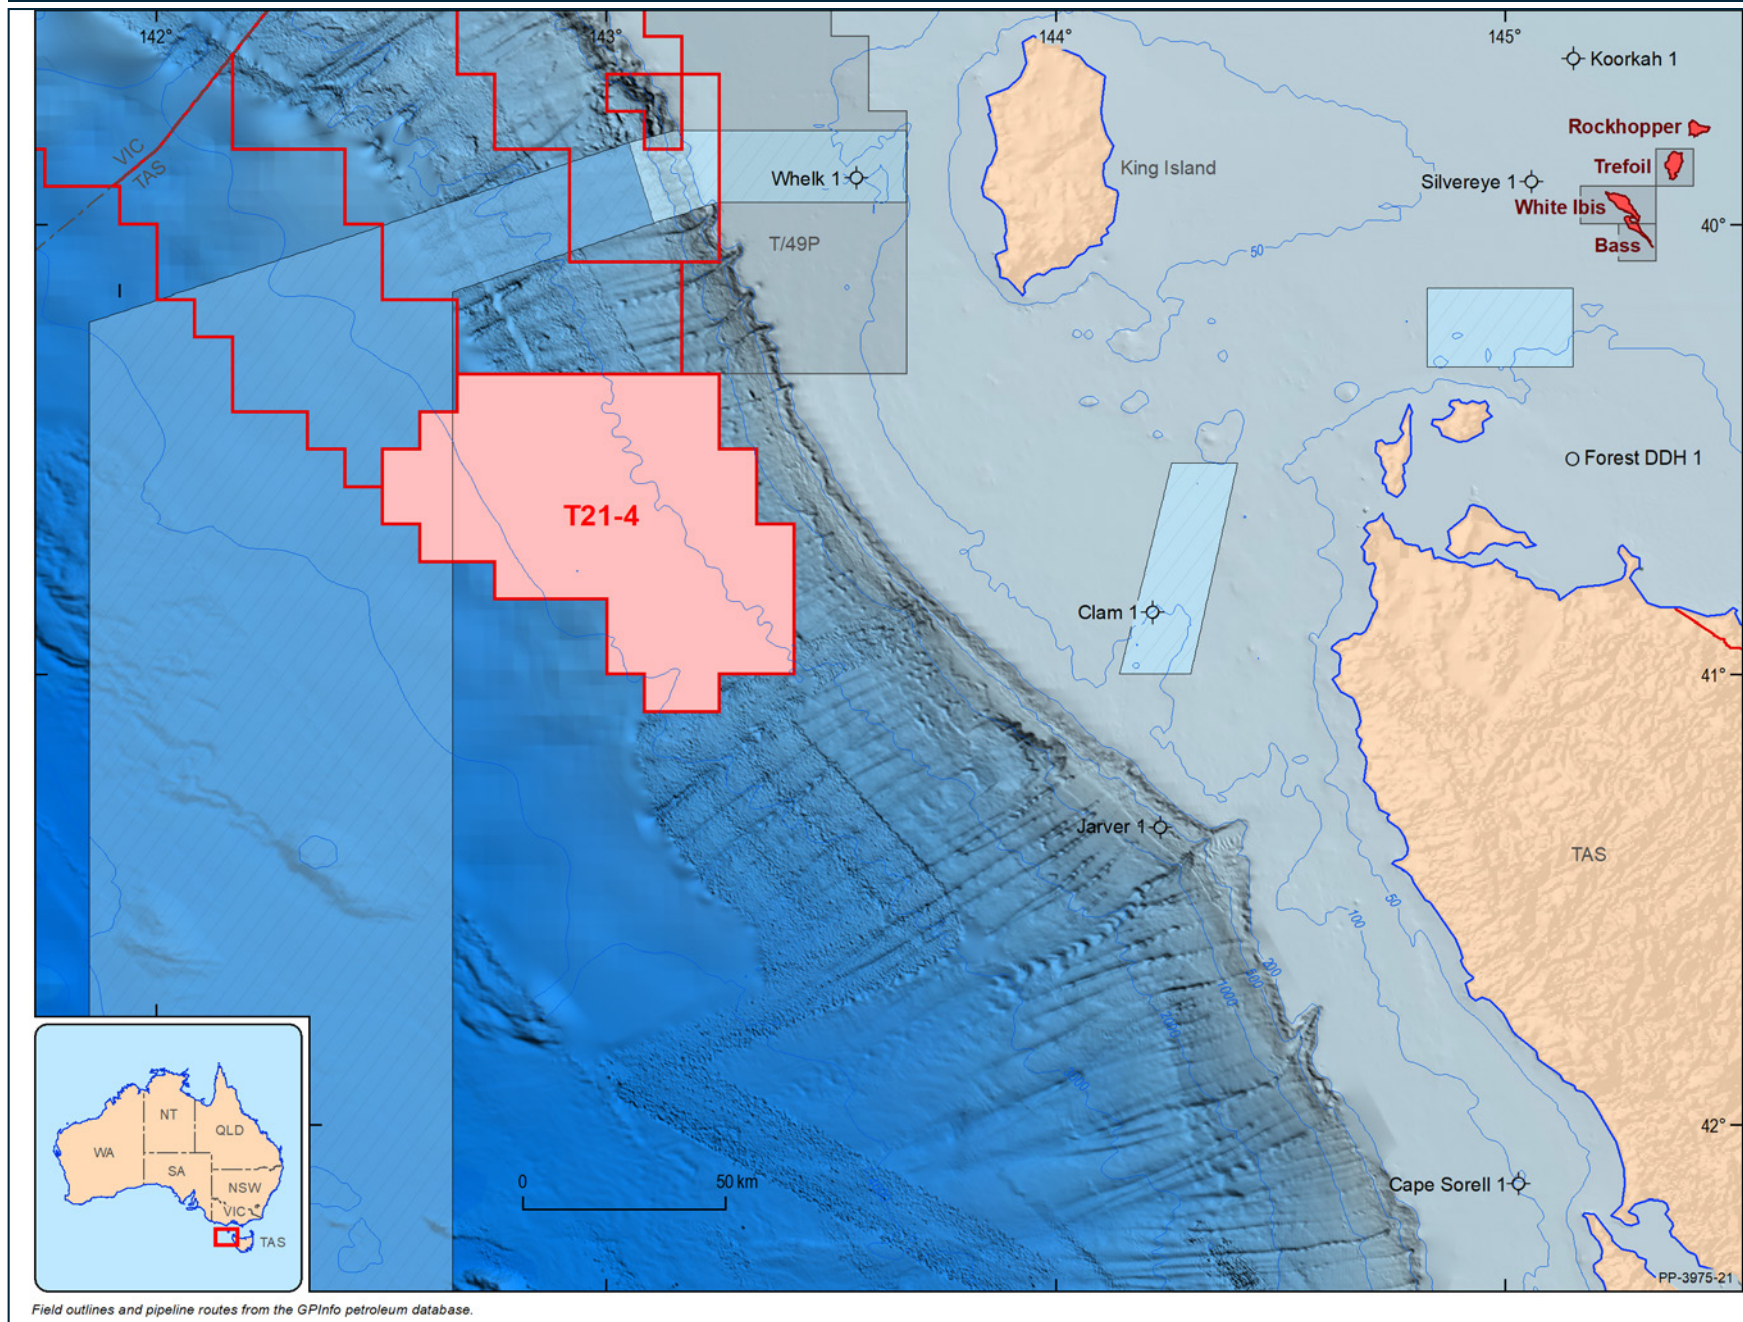 142°
143°
144°
145°
Koorkah 1
Rockhopper
VIC
TAS
Whelk 1
King Island
Silvereye 1
Trefoil
White Ibis
T/49P
Bass
40°
50
Forest DDH 1
T21-4
Clam 1
41°
Jarver 1
TAS
50
100
200
500
1000
2000
42°
Cape Sorell 1
0
50 km
NT
QLD
WA
SA
NSW
VIC
TAS
PP-3975-21
Field outlines and pipeline routes from the GPInfo petroleum database.